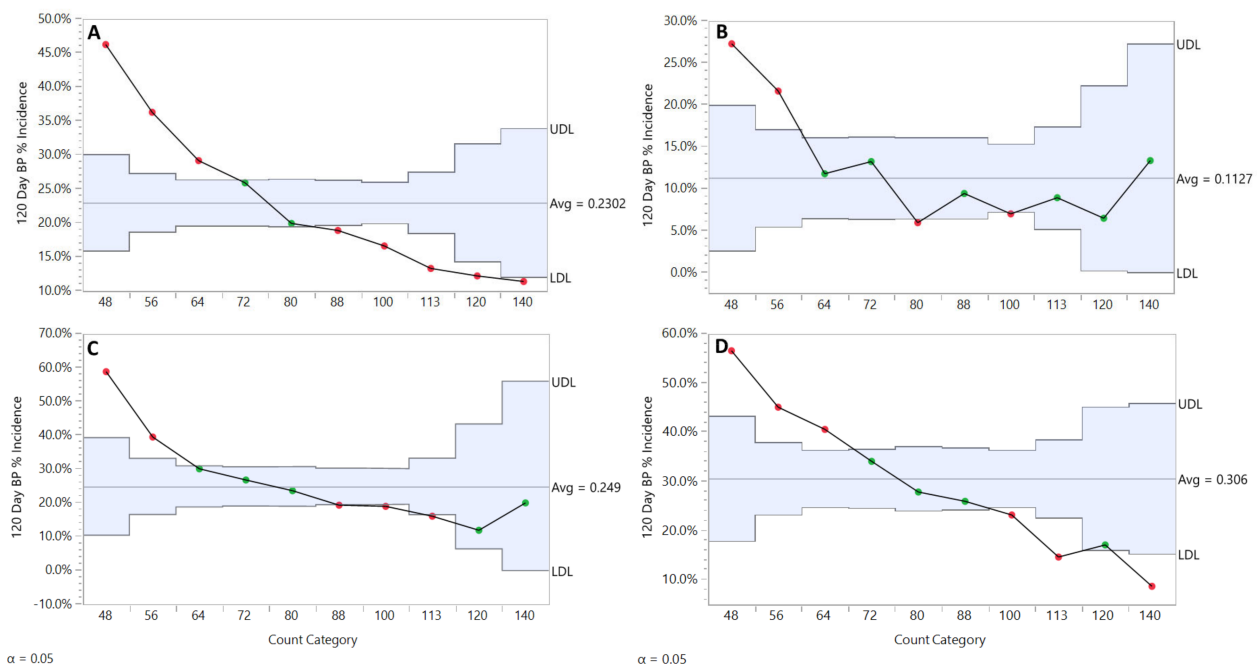 A
120 Day BP % Incidence
50.0%
45.0%
40.0%
35.0%
30.0%
25.0%
20.0%
15.0%
10.0%
UDL
Avg = 0.2302
LDL
48 56 64 72 80 88 100 113 120 140
B
120 Day BP % Incidence
30.0%
25.0%
20.0%
15.0%
10.0%
5.0%
0.0%
UDL
Avg = 0.1127
LDL
48 56 64 72 80 88 100 113 120 140
C
120 Day BP % Incidence
70.0%
60.0%
50.0%
40.0%
30.0%
20.0%
10.0%
0.0%
-10.0%
UDL
Avg = 0.249
LDL
48 56 64 72 80 88 100 113 120 140
Count Category
α = 0.05
D
120 Day BP % Incidence
60.0%
50.0%
40.0%
30.0%
20.0%
10.0%
UDL
Avg = 0.306
LDL
48 56 64 72 80 88 100 113 120 140
Count Category
α = 0.05